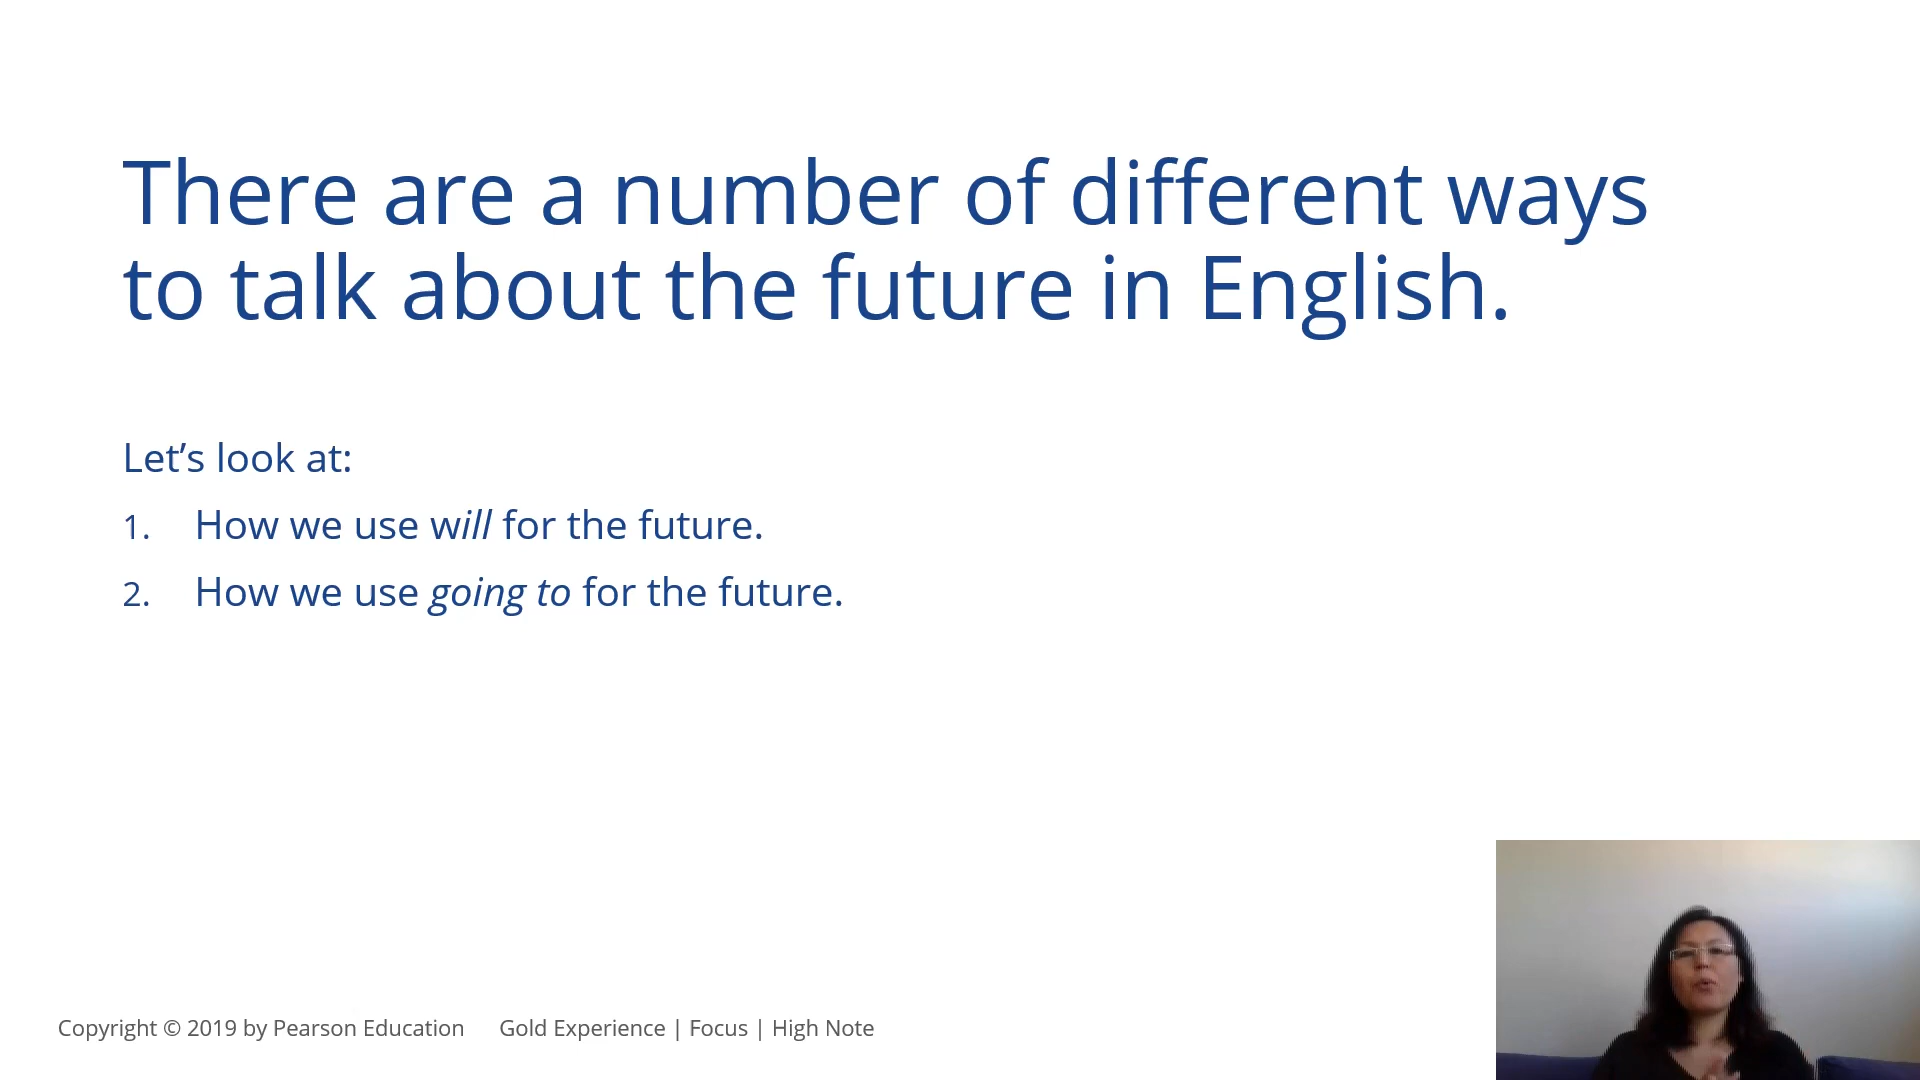 There are a number of different ways
to talk about the future in English.
Let’s look at:
1. How we use will for the future.
2. How we use going to for the future.
Copyright © 2019 by Pearson Education Gold Experience | Focus | High Note